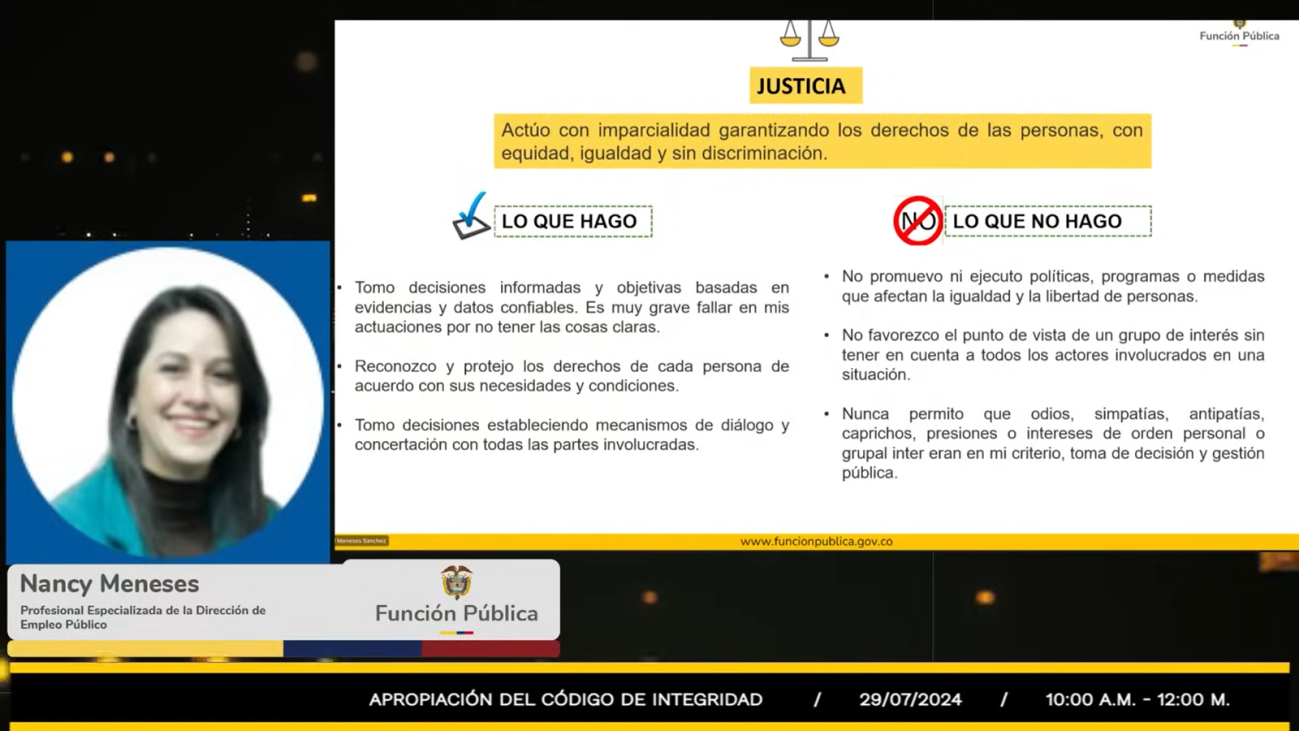 Función Pública
JUSTICIA
Actúo con imparcialidad garantizando los derechos de las personas, con
equidad, igualdad y sin discriminación.
LO QUE HAGO
Tomo decisiones informadas y objetivas basadas en
evidencias y datos confiables. Es muy grave fallar en mis
actuaciones por no tener las cosas claras.
Reconozco y protejo los derechos de cada persona de
acuerdo con sus necesidades y condiciones.
Tomo decisiones estableciendo mecanismos de diálogo y
concertación con todas las partes involucradas.
NO LO QUE NO HAGO
No promuevo ni ejecuto políticas, programas o medidas
que afectan la igualdad y la libertad de personas.
No favorezco el punto de vista de un grupo de interés sin
tener en cuenta a todos los actores involucrados en una
situación.
Nunca permito que odios, simpatías, antipatías,
caprichos, presiones o intereses de orden personal o
grupal inter eran en mi criterio, toma de decisión y gestión
pública.
Meneses Sanchez
www.funcionpublica.gov.co
Nancy Meneses
Profesional Especializada de la Dirección de
Empleo Público
Función Pública
APROPIACIÓN DEL CÓDIGO DE INTEGRIDAD / 29/07/2024 / 10:00 A.M. - 12:00 M.